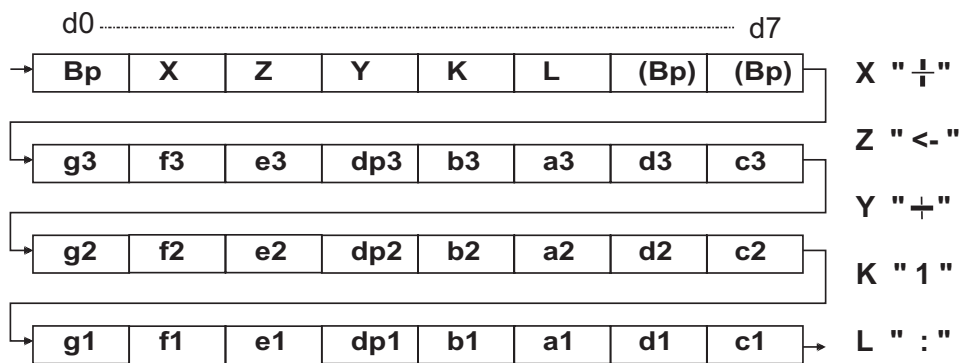 d0 d7
Bp X Z Y K L (Bp) (Bp)
X "÷"
Z "<-"
g3 f3 e3 dp3 b3 a3 d3 c3
Y "+"
g2 f2 e2 dp2 b2 a2 d2 c2
K "1"
g1 f1 e1 dp1 b1 a1 d1 c1
L ":"